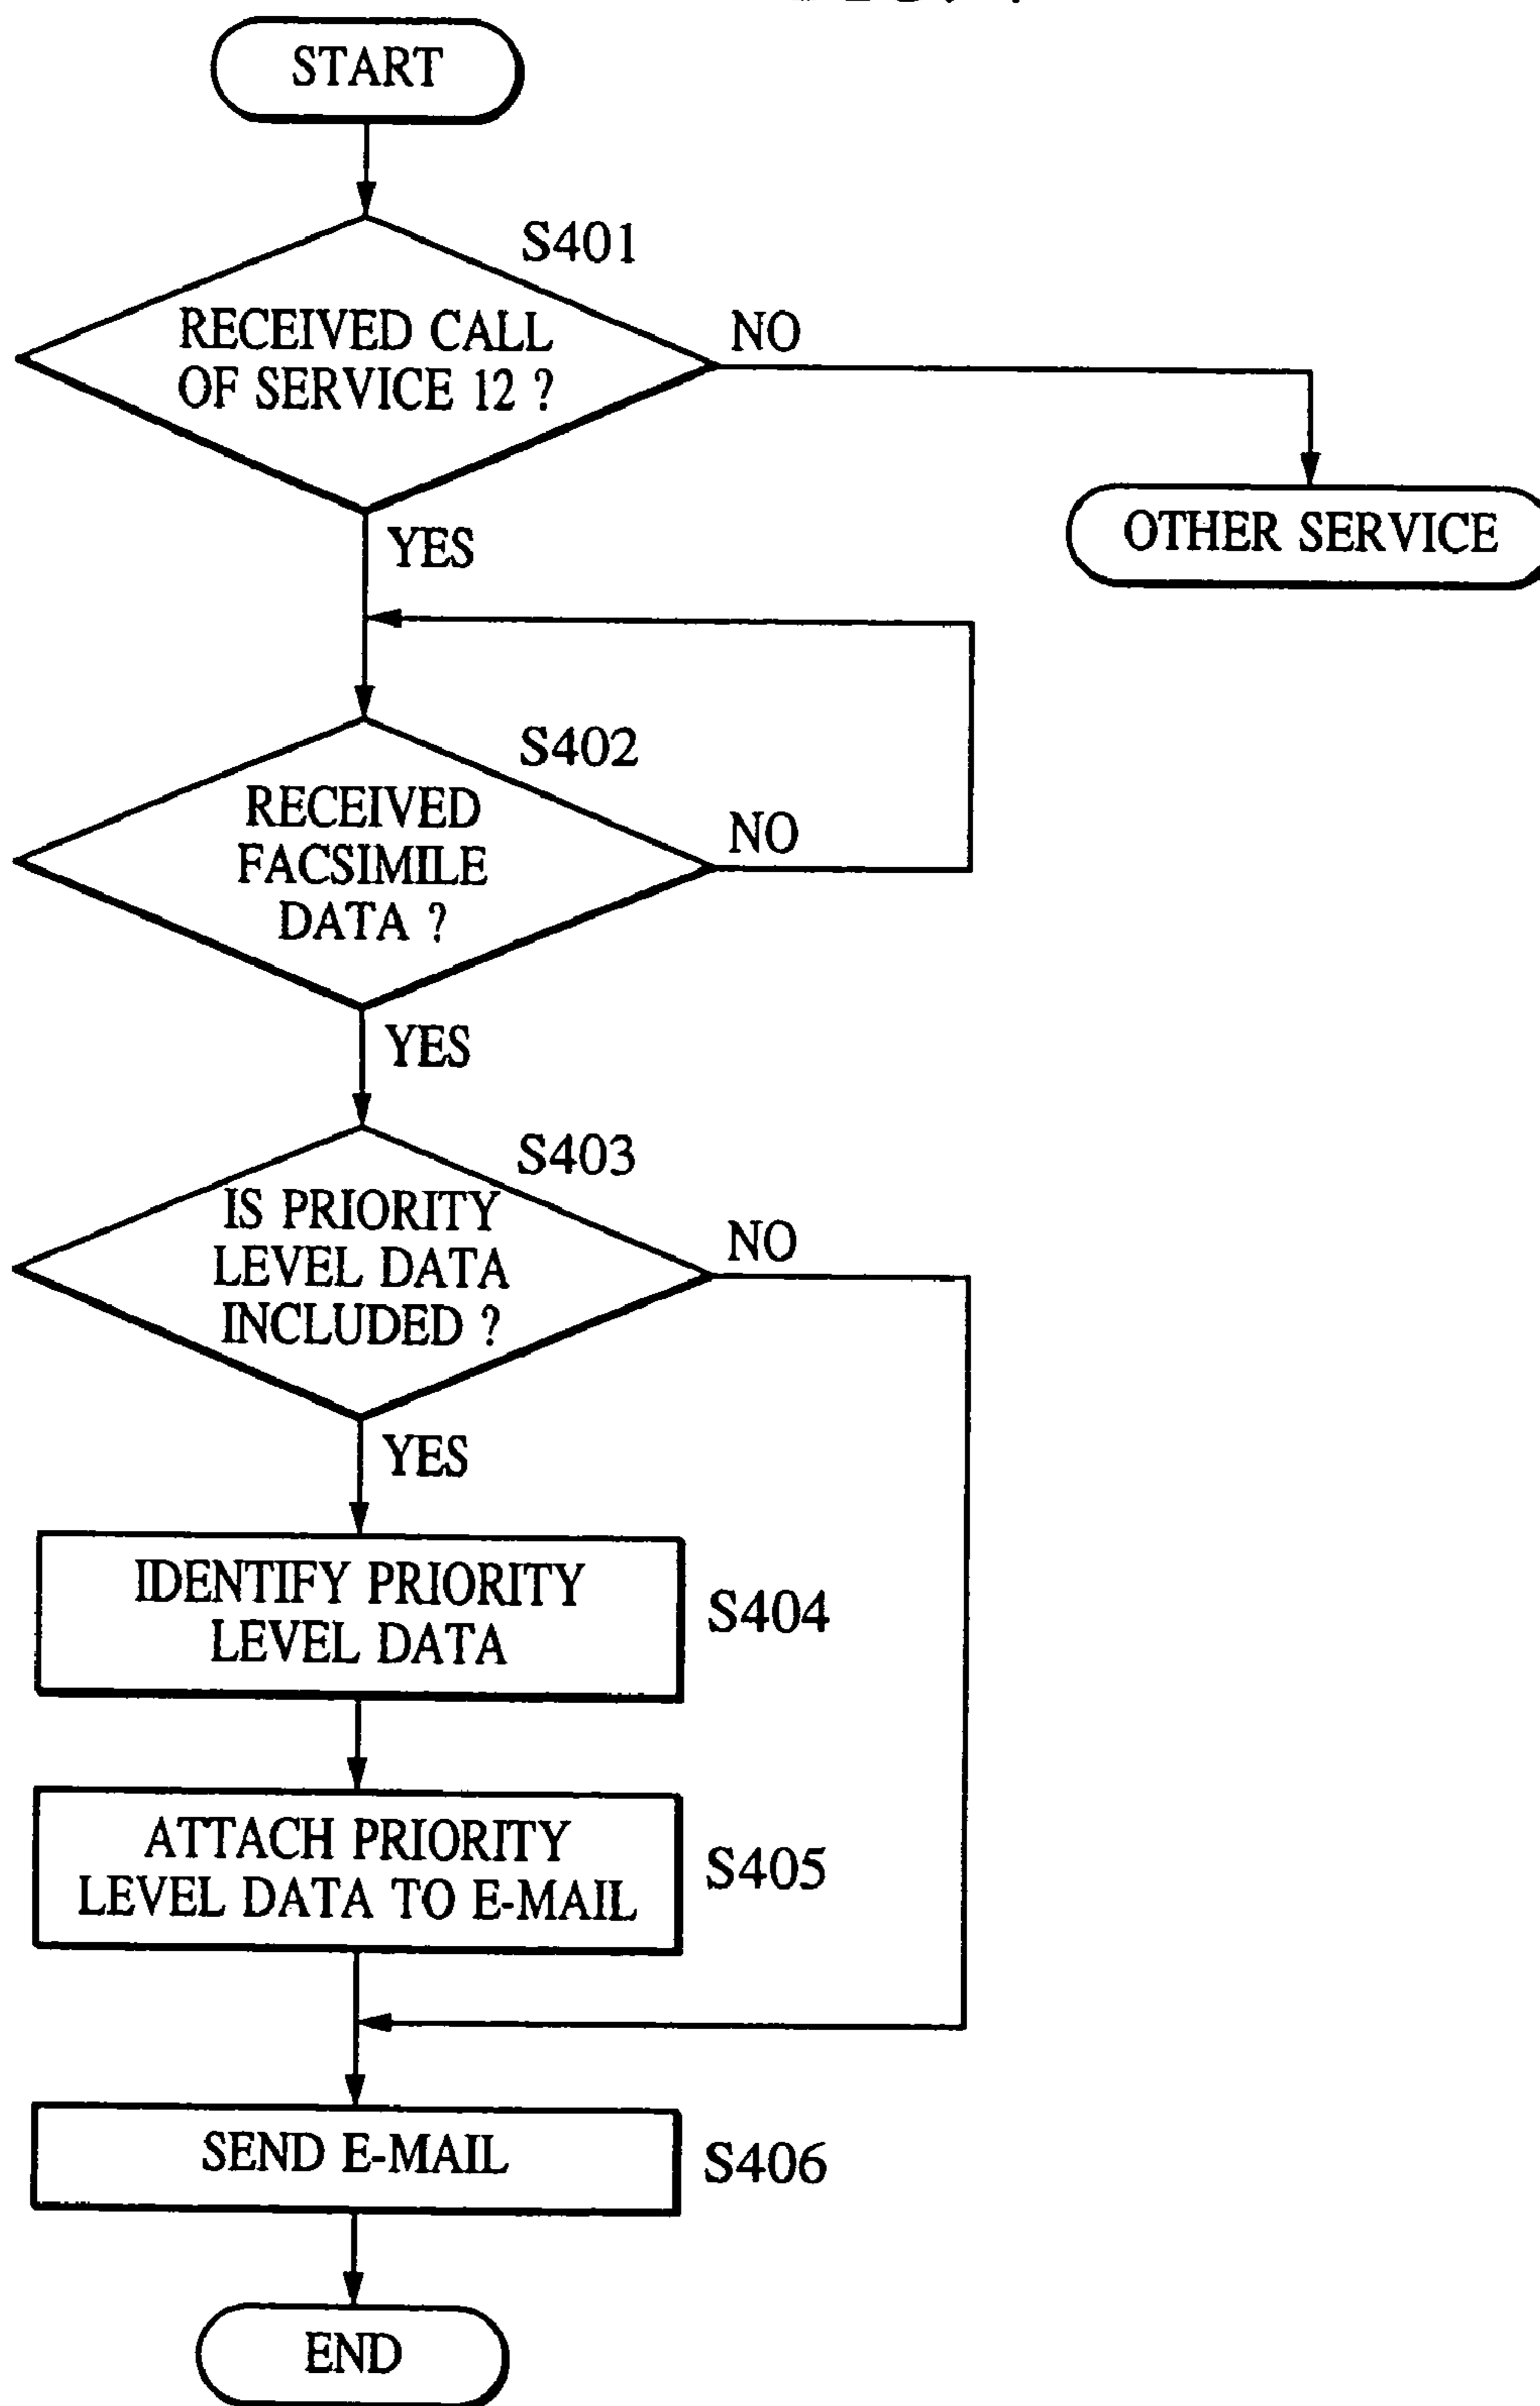 START
S401
RECEIVED CALL
OF SERVICE 12 ?
NO
YES
OTHER SERVICE
S402
RECEIVED
FACSIMILE
DATA ?
NO
YES
S403
IS PRIORITY
LEVEL DATA
INCLUDED ?
NO
YES
IDENTIFY PRIORITY
LEVEL DATA
S404
ATTACH PRIORITY
LEVEL DATA TO E-MAIL
S405
SEND E-MAIL
S406
END